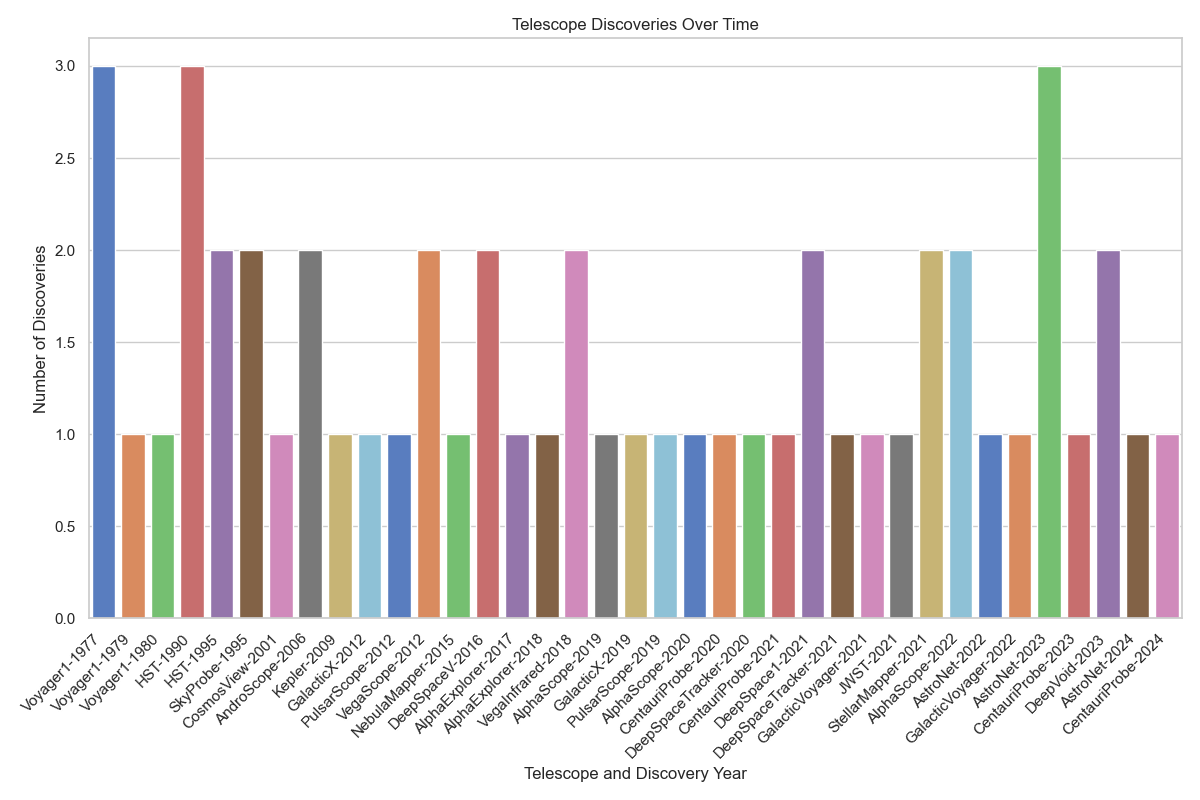 Telescope Discoveries Over Time
Number of Discoveries
3.0
2.5
2.0
1.5
1.0
0.5
0.0
Voyager1-1977
Voyager1-1979
Voyager1-1980
HST-1990
HST-1995
SkyProbe-1995
CosmosView-2001
AndroScope-2006
Kepler-2009
GalacticX-2012
PulsarScope-2012
VegaScope-2012
NebulaMapper-2015
DeepSpaceV-2016
AlphaExplorer-2017
AlphaExplorer-2018
VegaInfrared-2018
AlphaScope-2019
GalacticX-2019
PulsarScope-2019
AlphaScope-2020
CentauriProbe-2020
DeepSpaceTracker-2020
CentauriProbe-2021
DeepSpace1-2021
DeepSpaceTracker-2021
GalacticVoyager-2021
JWST-2021
StellarMapper-2021
AlphaScope-2022
AstroNet-2022
GalacticVoyager-2022
AstroNet-2023
CentauriProbe-2023
DeepVoid-2023
AstroNet-2024
CentauriProbe-2024
Telescope and Discovery Year